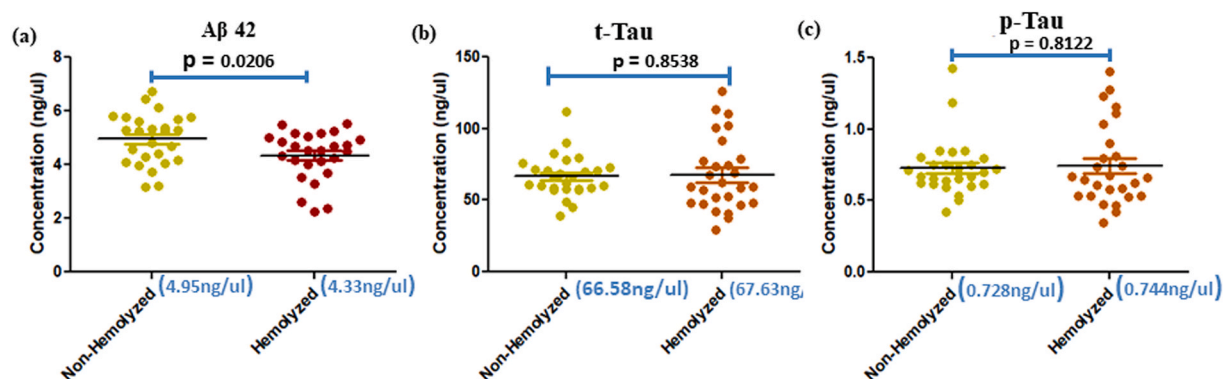 (a)
Aβ 42
p = 0.0206
Concentration (ng/ul)
8
6
4
2
0
Non-Hemolyzed
(4.95ng/ul)
Hemolyzed
(4.33ng/ul)
(b)
t-Tau
p = 0.8538
Concentration (ng/ul)
150
100
50
0
Non-Hemolyzed
(66.58ng/ul)
Hemolyzed
(67.63ng/
(c)
p-Tau
p = 0.8122
Concentration (ng/ul)
1.5
1.0
0.5
0.0
Non-Hemolyzed
(0.728ng/ul)
Hemolyzed
(0.744ng/ul)